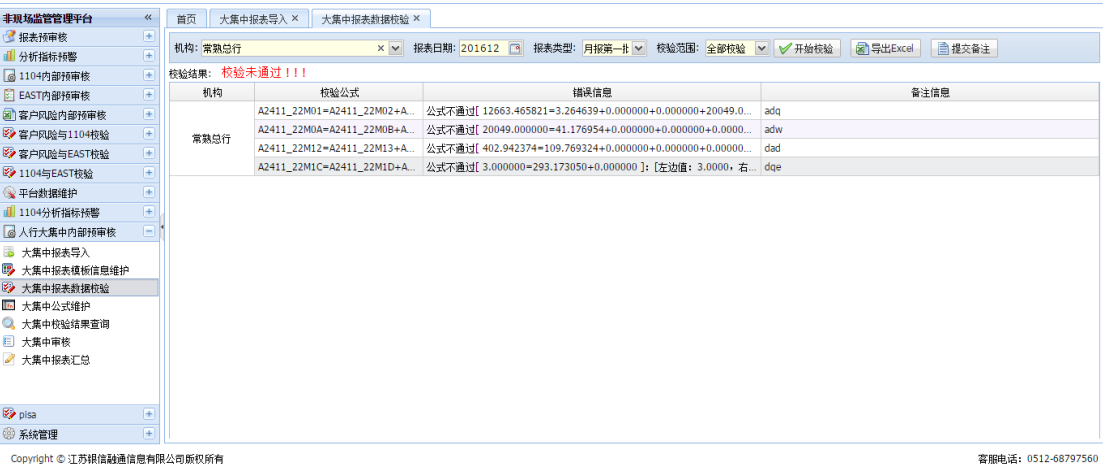 非现场监管管理平台 «
首页 大集中报表导入 × 大集中报表数据校验 ×
报表预审核
分析指标预警
1104内部预审核
EAST内部预审核
客户风险内部预审核
客户风险与1104校验
客户风险与EAST校验
1104与EAST校验
平台数据维护
1104分析指标预警
人行大集中内部预审核
大集中报表导入
大集中报表模板信息维护
大集中报表数据校验
大集中公式维护
大集中校验结果查询
大集中审核
大集中报表汇总
pisa
系统管理
机构: 常熟总行 × 报表日期: 201612 报表类型: 月报第一批 校验范围: 全部校验 开始校验 导出Excel 提交备注
校验结果: 校验未通过！！！
机构 校验公式 错误信息 备注信息
常熟总行
A2411_22M01=A2411_22M02+A... 公式不通过[ 12663.465821=3.264639+0.000000+0.000000+20049.0... adq
A2411_22M0A=A2411_22M0B+A... 公式不通过[ 20049.000000=41.176954+0.000000+0.000000+0.0000... adw
A2411_22M12=A2411_22M13+A... 公式不通过[ 402.942374=109.769324+0.000000+0.000000+0.00000... dad
A2411_22M1C=A2411_22M1D+A... 公式不通过[ 3.000000=293.173050+0.000000 ]: [左边值: 3.0000, 右... dqe
Copyright © 江苏银信融通信息有限公司版权所有
客服电话: 0512-68797560